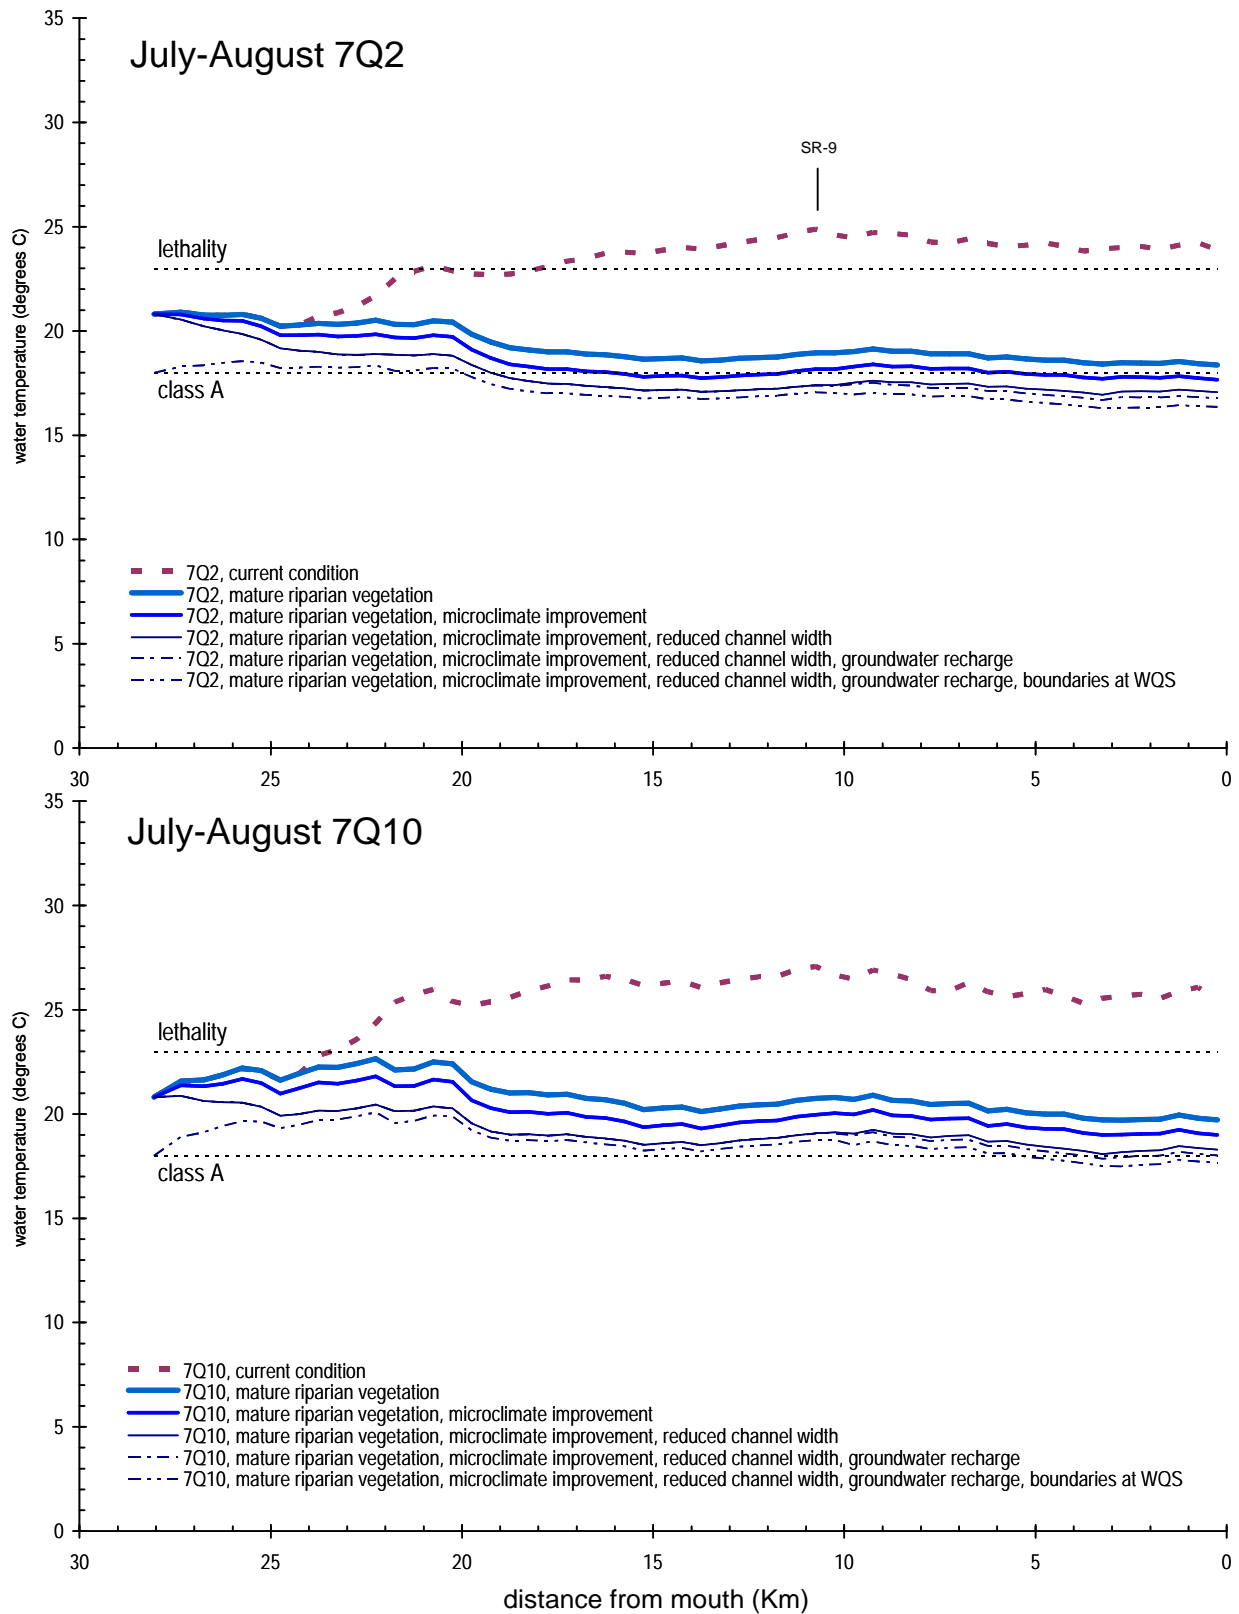 35
July-August 7Q2
30
SR-9
25
lethality
20
class A
15
water temperature (degrees C)
10
7Q2, current condition
7Q2, mature riparian vegetation
7Q2, mature riparian vegetation, microclimate improvement
5
7Q2, mature riparian vegetation, microclimate improvement, reduced channel width
7Q2, mature riparian vegetation, microclimate improvement, reduced channel width, groundwater recharge
7Q2, mature riparian vegetation, microclimate improvement, reduced channel width, groundwater recharge, boundaries at WQS
0
30 25 20 15 10 5 0
35
July-August 7Q10
30
25
lethality
20
class A
15
water temperature (degrees C)
10
7Q10, current condition
7Q10, mature riparian vegetation
7Q10, mature riparian vegetation, microclimate improvement
5
7Q10, mature riparian vegetation, microclimate improvement, reduced channel width
7Q10, mature riparian vegetation, microclimate improvement, reduced channel width, groundwater recharge
7Q10, mature riparian vegetation, microclimate improvement, reduced channel width, groundwater recharge, boundaries at WQS
0
30 25 20 15 10 5 0
distance from mouth (Km)